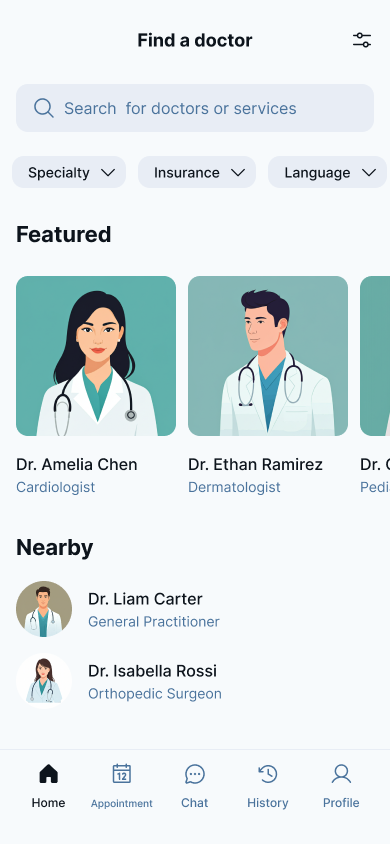 Find a doctor
Search for doctors or services
Specialty Insurance Language
Featured
Dr. Amelia Chen Dr. Ethan Ramirez Dr.
Cardiologist Dermatologist Pedi
Nearby
Dr. Liam Carter
General Practitioner
Dr. Isabella Rossi
Orthopedic Surgeon
12
Home Appointment Chat History Profile